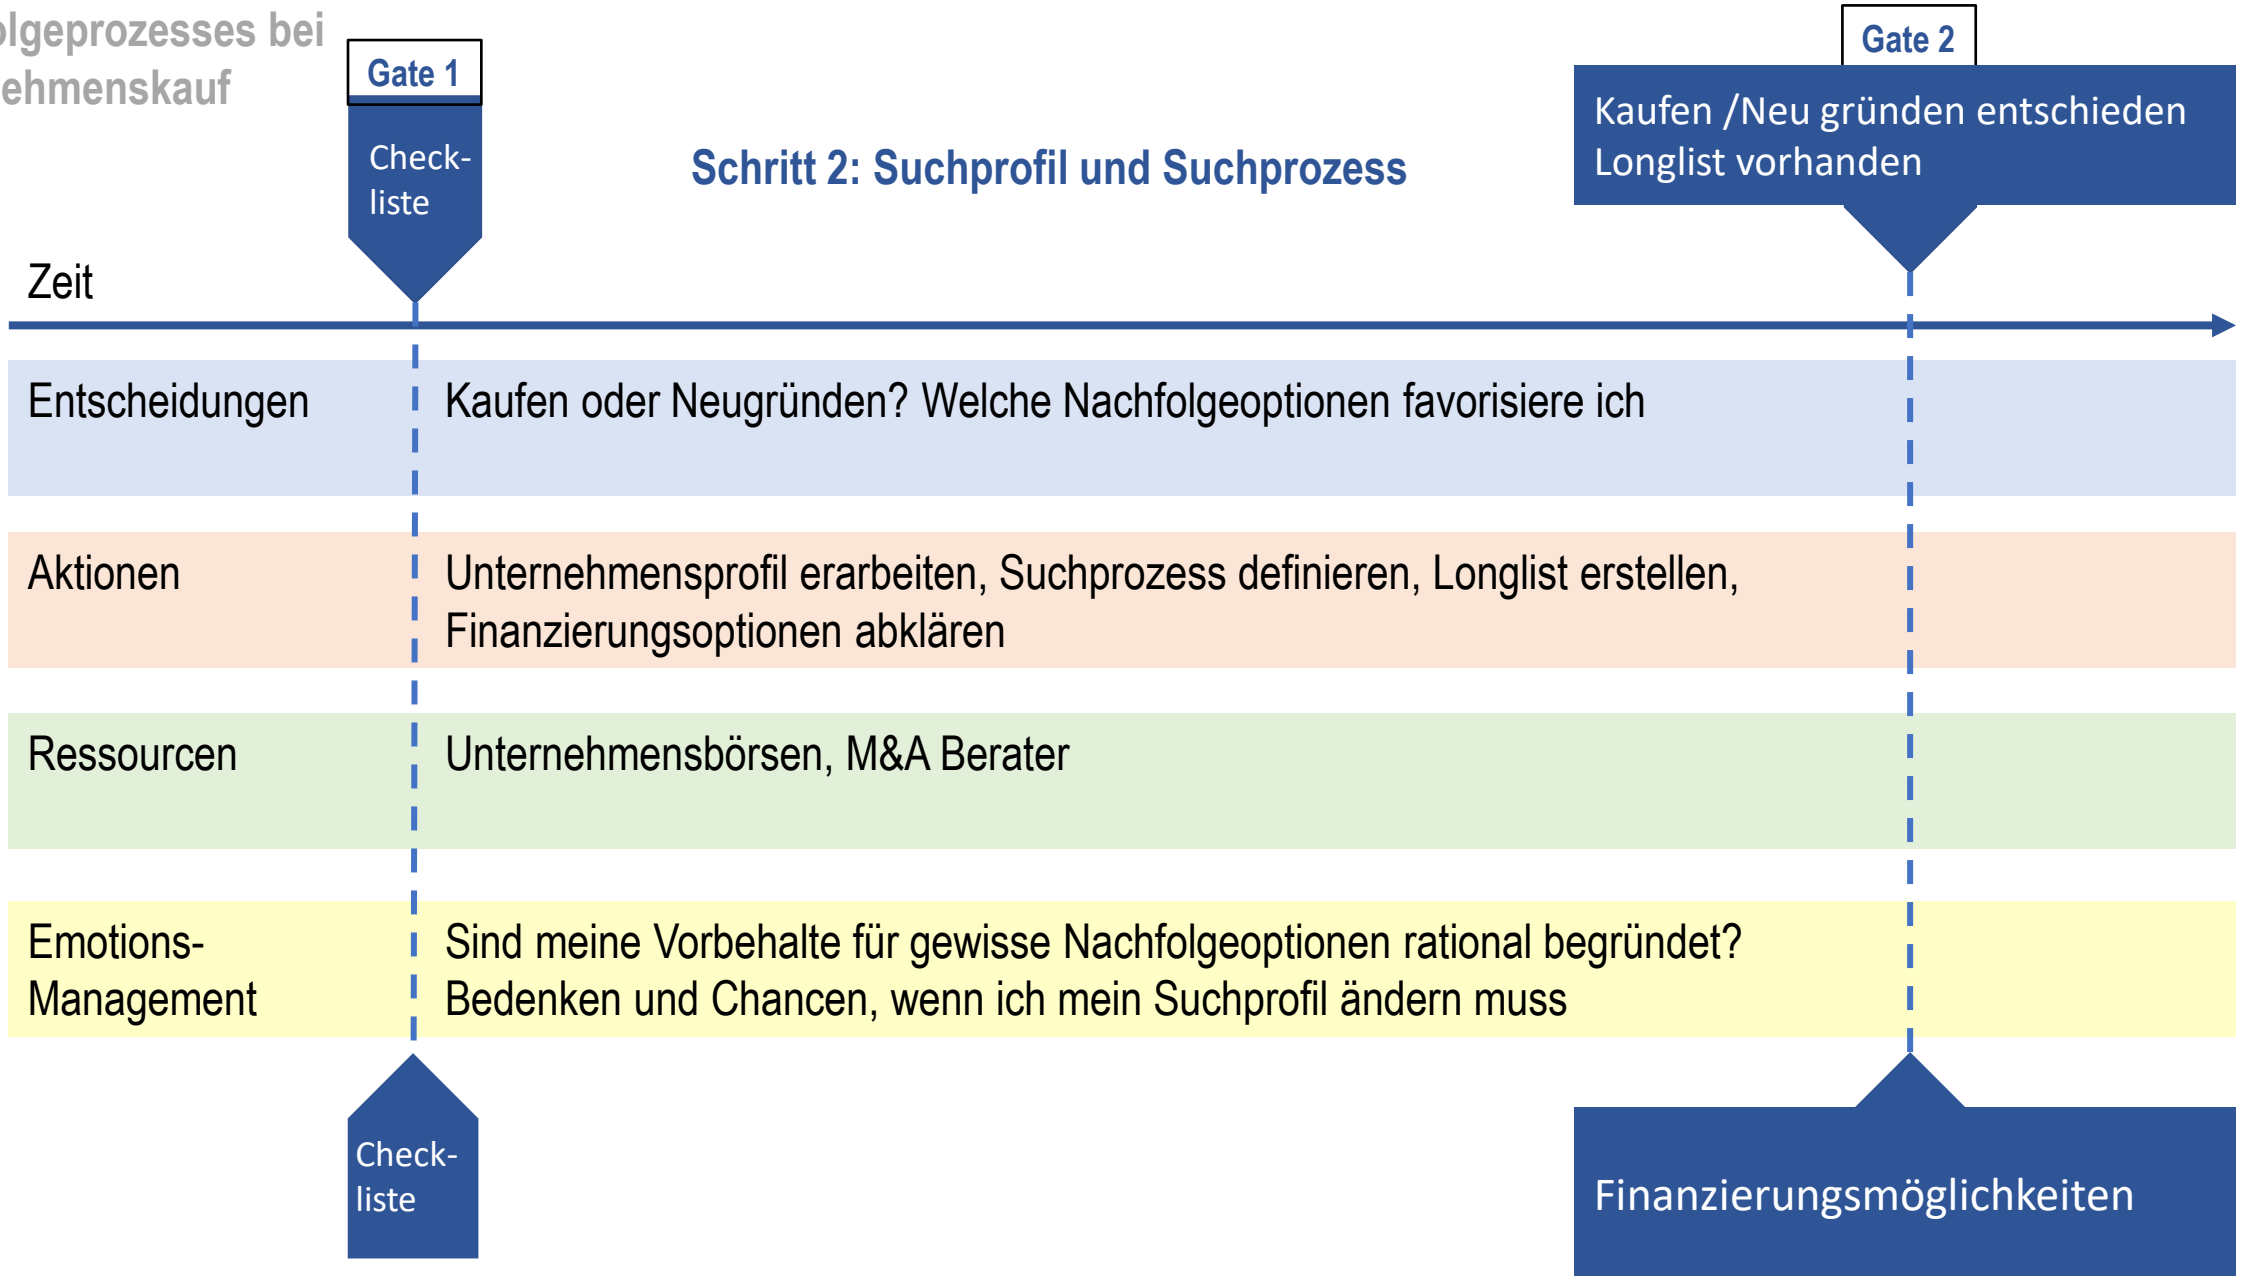 olgeprozesses bei
ehmenskauf
Gate 1
Check-
liste
Schritt 2: Suchprofil und Suchprozess
Gate 2
Kaufen /Neu gründen entschieden
Longlist vorhanden
Zeit
Entscheidungen
Kaufen oder Neugründen? Welche Nachfolgeoptionen favorisiere ich
Aktionen
Unternehmensprofil erarbeiten, Suchprozess definieren, Longlist erstellen,
Finanzierungsoptionen abklären
Ressourcen
Unternehmensbörsen, M&A Berater
Emotions-
Management
Sind meine Vorbehalte für gewisse Nachfolgeoptionen rational begründet?
Bedenken und Chancen, wenn ich mein Suchprofil ändern muss
Check-
liste
Finanzierungsmöglichkeiten